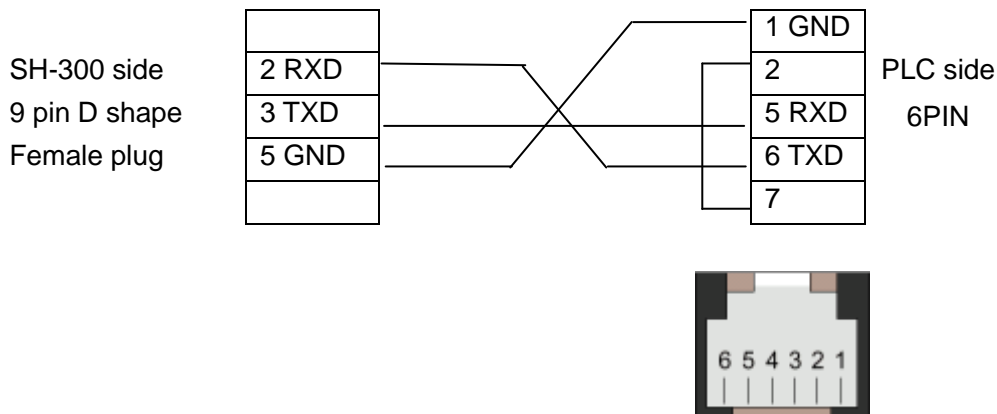 1 GND
SH-300 side
2 RXD
2
PLC side
9 pin D shape
3 TXD
5 RXD
6PIN
Female plug
5 GND
6 TXD
7
6 5 4 3 2 1